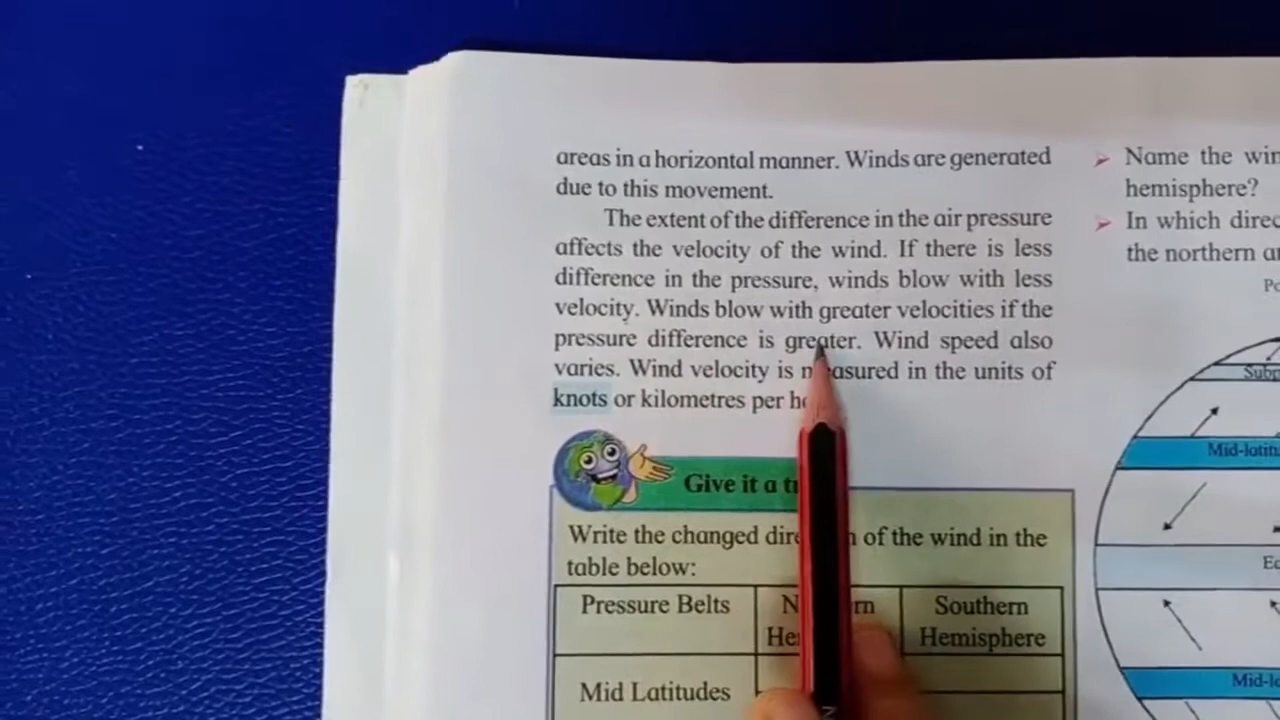 areas in a horizontal manner. Winds are generated
due to this movement.
The extent of the difference in the air pressure
affects the velocity of the wind. If there is less
difference in the pressure, winds blow with less
velocity. Winds blow with greater velocities if the
pressure difference is greater. Wind speed also
varies. Wind velocity is measured in the units of
knots or kilometres per
Give it a
Write the changed of the wind in the
table below:
Pressure Belts
Southern
Hemisphere
Mid Latitudes
Name the
hemisphere?
In which
the northern
Mid-